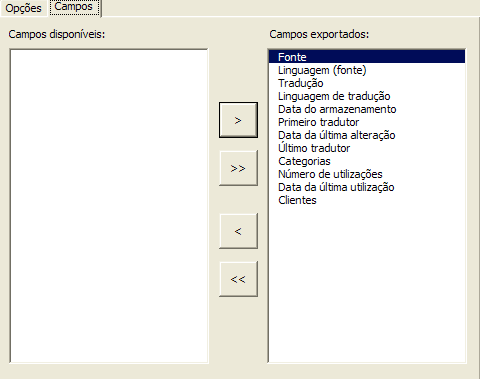 Opções Campos
Campos disponíveis: Campos exportados:
Fonte
Linguagem (fonte)
Tradução
Linguagem de tradução
Data do armazenamento
Primeiro tradutor
Data da última alteração
Último tradutor
Categorias
Número de utilizações
Data da última utilização
Clientes
>
>>
<
<<